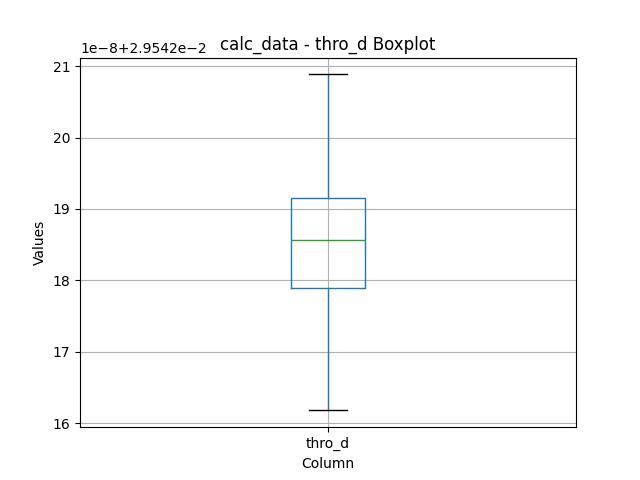 calc_data - thro_d Boxplot
1e−8+2.9542e−2
21
20
19
18
17
16
Values
thro_d
Column